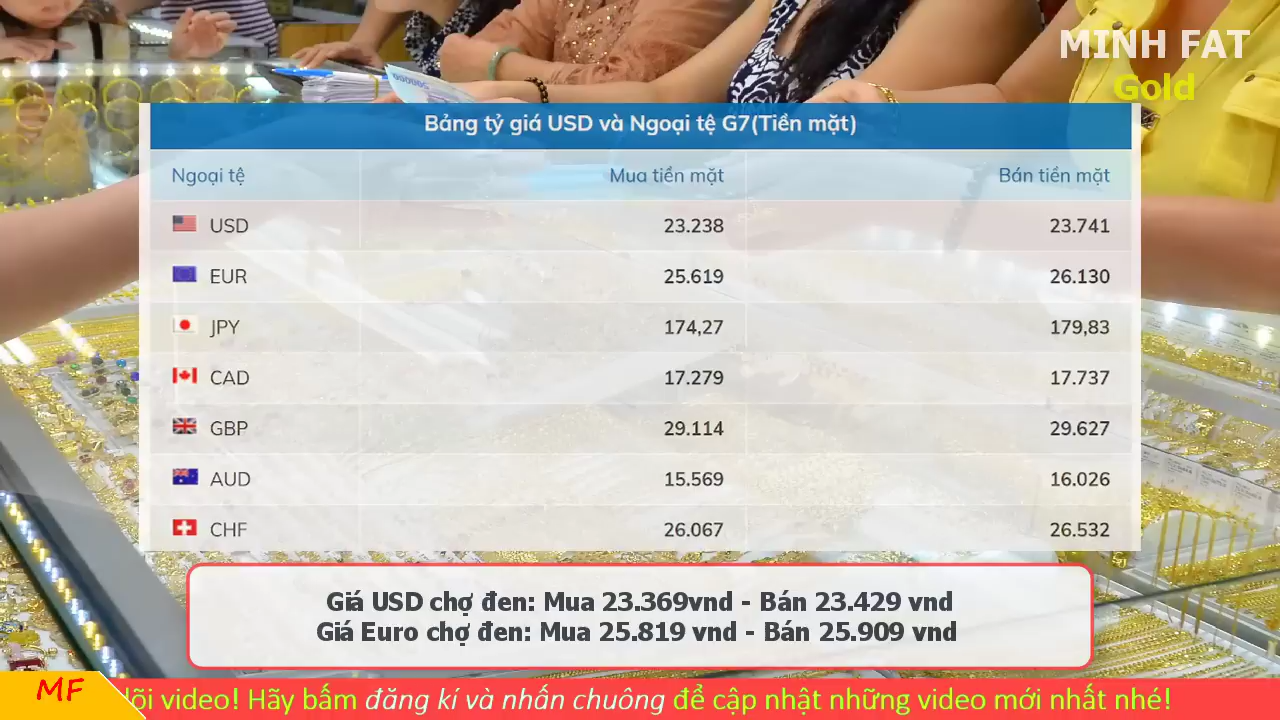 MINH FAT
Gold
Bảng tỷ giá USD và Ngoại tệ G7(Tiền mặt)
Ngoại tệ Mua tiền mặt Bán tiền mặt
USD 23.238 23.741
EUR 25.619 26.130
JPY 174,27 179,83
CAD 17.279 17.737
GBP 29.114 29.627
AUD 15.569 16.026
CHF 26.067 26.532
Giá USD chợ đen: Mua 23.369vnd - Bán 23.429 vnd
Giá Euro chợ đen: Mua 25.819 vnd - Bán 25.909 vnd
MF
video! Hãy bấm đăng kí và nhấn chuông để cập nhật những video mới nhất nhé!